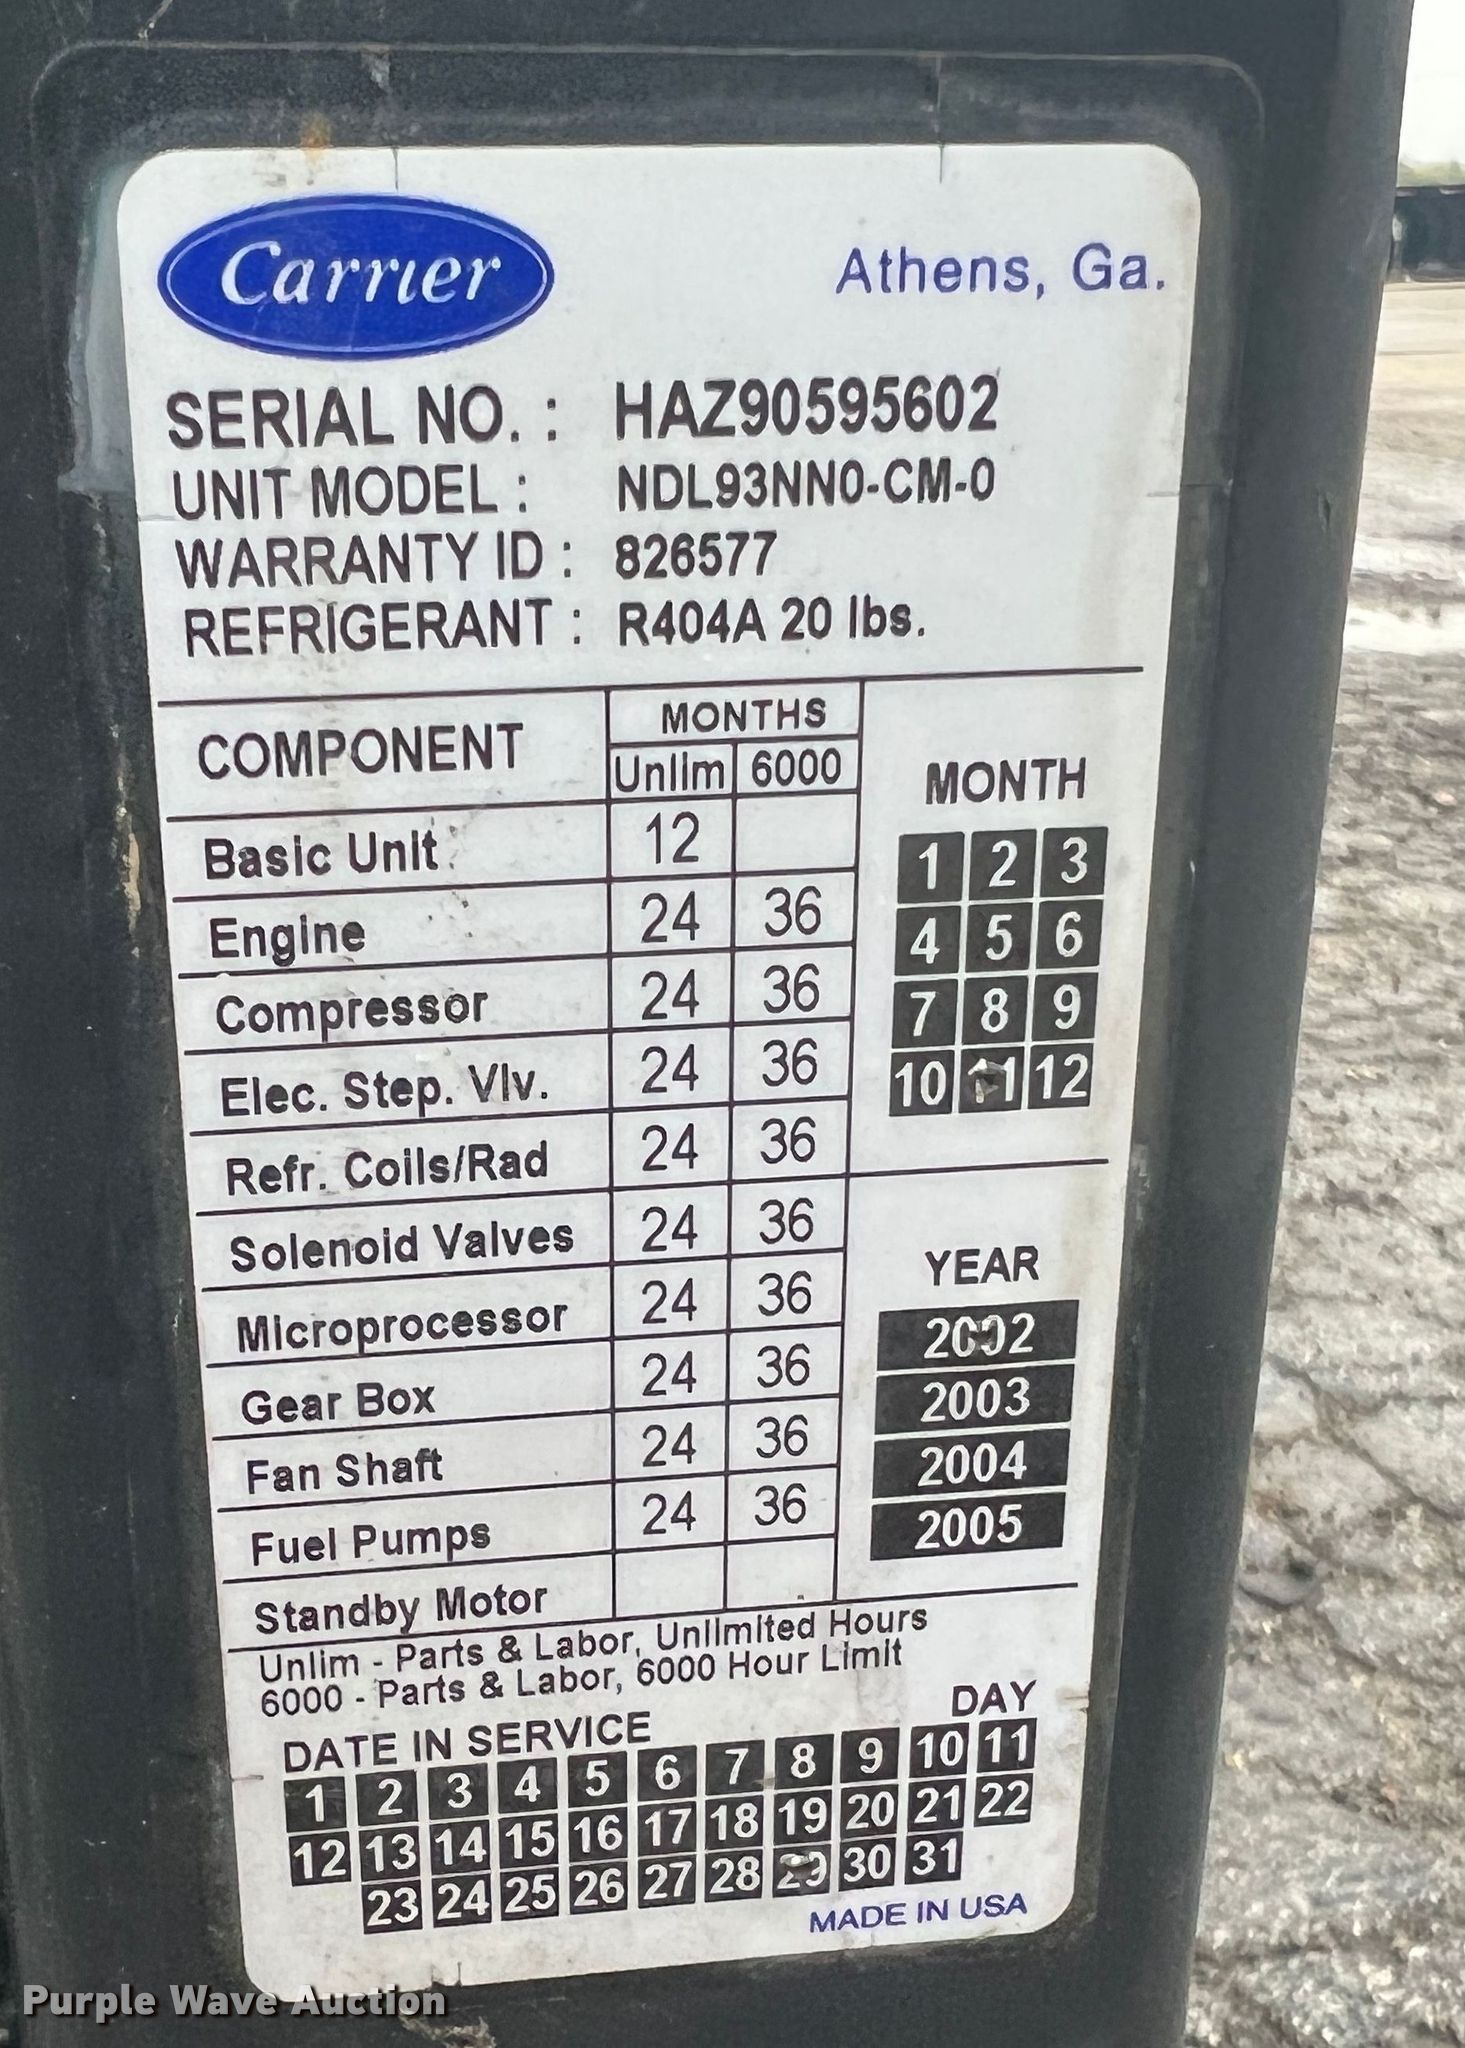 Carrier
Athens, Ga.
SERIAL NO. : HAZ90595602
UNIT MODEL : NDL93NN0-CM-0
WARRANTY ID : 826577
REFRIGERANT : R404A 20 lbs.
COMPONENT MONTHS
Unlim 6000
Basic Unit 12
Engine 24 36
Compressor 24 36
Elec. Step. Vlv. 24 36
Refr. Coils/Rad 24 36
Solenoid Valves 24 36
Microprocessor 24 36
Gear Box 24 36
Fan Shaft 24 36
Fuel Pumps 24 36
Standby Motor
MONTH
1 2 3
4 5 6
7 8 9
10 11 12
YEAR
2002
2003
2004
2005
Unlim - Parts & Labor, Unlimited Hours
6000 - Parts & Labor, 6000 Hour Limit
DATE IN SERVICE DAY
1 2 3 4 5 6 7 8 9 10 11
12 13 14 15 16 17 18 19 20 21 22
23 24 25 26 27 28 29 30 31
MADE IN USA
Purple Wave Auction